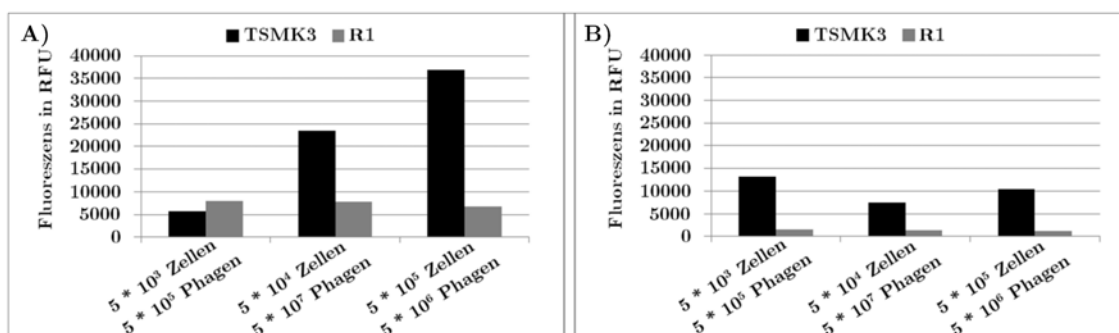 A)
TSMK3 R1
Fluoreszens in RFU
40000
35000
30000
25000
20000
15000
10000
5000
0
5 * 10³ Zellen
5 * 10⁵ Phagen
5 * 10⁴ Zellen
5 * 10⁷ Phagen
5 * 10⁵ Zellen
5 * 10⁶ Phagen
B)
TSMK3 R1
Fluoreszens in RFU
40000
35000
30000
25000
20000
15000
10000
5000
0
5 * 10³ Zellen
5 * 10⁵ Phagen
5 * 10⁴ Zellen
5 * 10⁷ Phagen
5 * 10⁵ Zellen
5 * 10⁶ Phagen